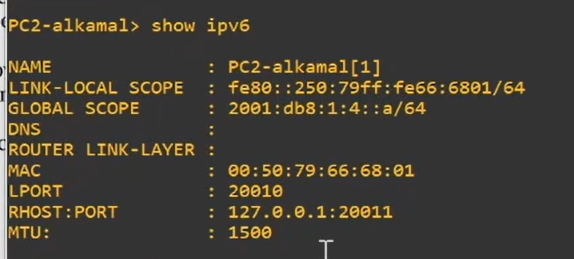 PC2-alkamal> show ipv6
NAME : PC2-alkamal[1]
LINK-LOCAL SCOPE : fe80::250:79ff:fe66:6801/64
GLOBAL SCOPE : 2001:db8:1:4::a/64
DNS :
ROUTER LINK-LAYER :
MAC : 00:50:79:66:68:01
LPORT : 20010
RHOST:PORT : 127.0.0.1:20011
MTU: : 1500